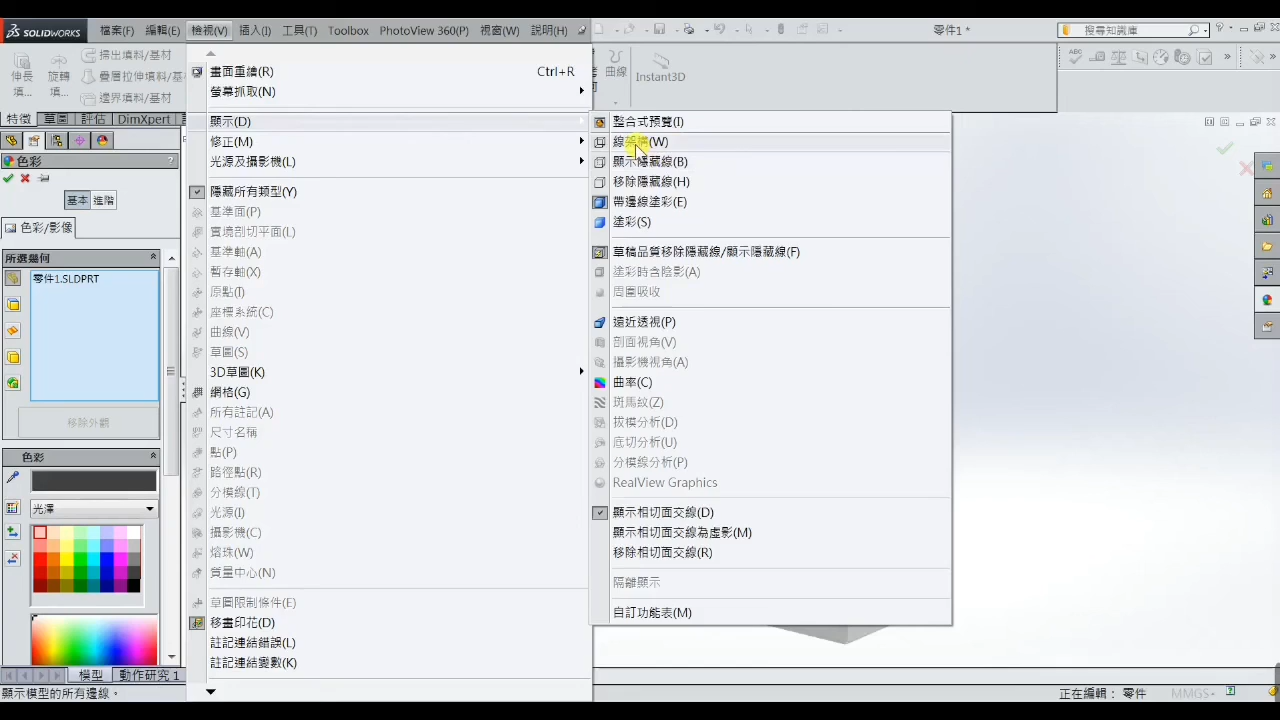 SOLIDWORKS
檔案(F) 編輯(E) 檢視(V) 插入(I) 工具(T) Toolbox PhotoView 360(P) 視窗(W) 說明(H)
零件1 *
搜尋知識庫
伸長填...
旋轉填...
掃出填料/基材
疊層拉伸填料/基
邊界填料/基材
曲線
Instant3D
特徵 草圖 評估 DimXpert
色彩
基本 進階
色彩/影像
所選幾何
零件1.SLDPRT
移除外觀
色彩
光澤
畫面重繪(R) Ctrl+R
螢幕抓取(N)
顯示(D)
修正(M)
光源及攝影機(L)
隱藏所有類型(Y)
基準面(P)
實境剖切平面(L)
基準軸(A)
暫存軸(X)
原點(I)
座標系統(C)
曲線(V)
草圖(S)
3D草圖(K)
網格(G)
所有註記(A)
尺寸名稱
點(P)
路徑點(R)
分模線(T)
光源(I)
攝影機(C)
熔珠(W)
質量中心(N)
草圖限制條件(E)
移畫印花(D)
註記連結錯誤(L)
註記連結變數(K)
整合式預覽(I)
線架構(W)
顯示隱藏線(B)
移除隱藏線(H)
帶邊線塗彩(E)
塗彩(S)
草稿品質移除隱藏線/顯示隱藏線(F)
塗彩時含陰影(A)
周圍吸收
遠近透視(P)
剖面視角(V)
攝影機視角(A)
曲率(C)
斑馬紋(Z)
拔模分析(D)
底切分析(U)
分模線分析(P)
RealView Graphics
顯示相切面交線(D)
顯示相切面交線為虛影(M)
移除相切面交線(R)
隔離顯示
自訂功能表(M)
模型 動作研究 1
顯示模型的所有邊線。
正在編輯： 零件 MMGS